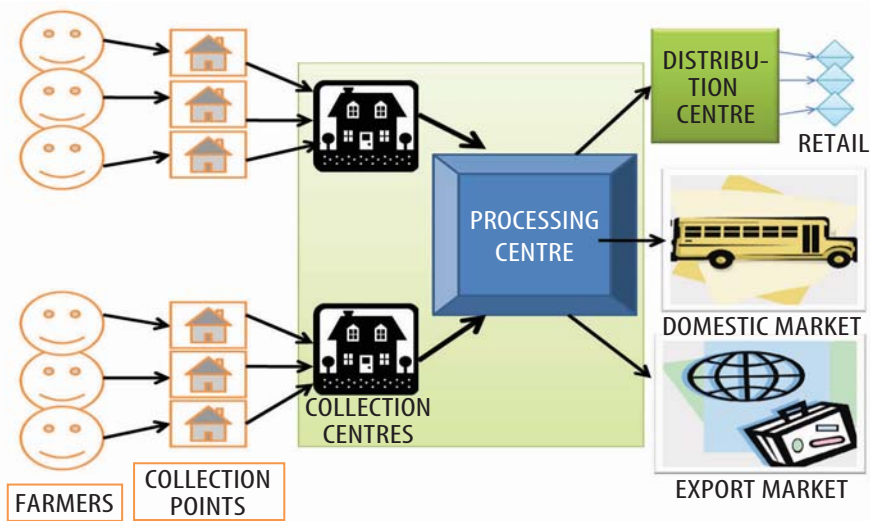 DISTRIBU-
TION
CENTRE
RETAIL
PROCESSING
CENTRE
DOMESTIC MARKET
COLLECTION
CENTRES
EXPORT MARKET
FARMERS
COLLECTION
POINTS